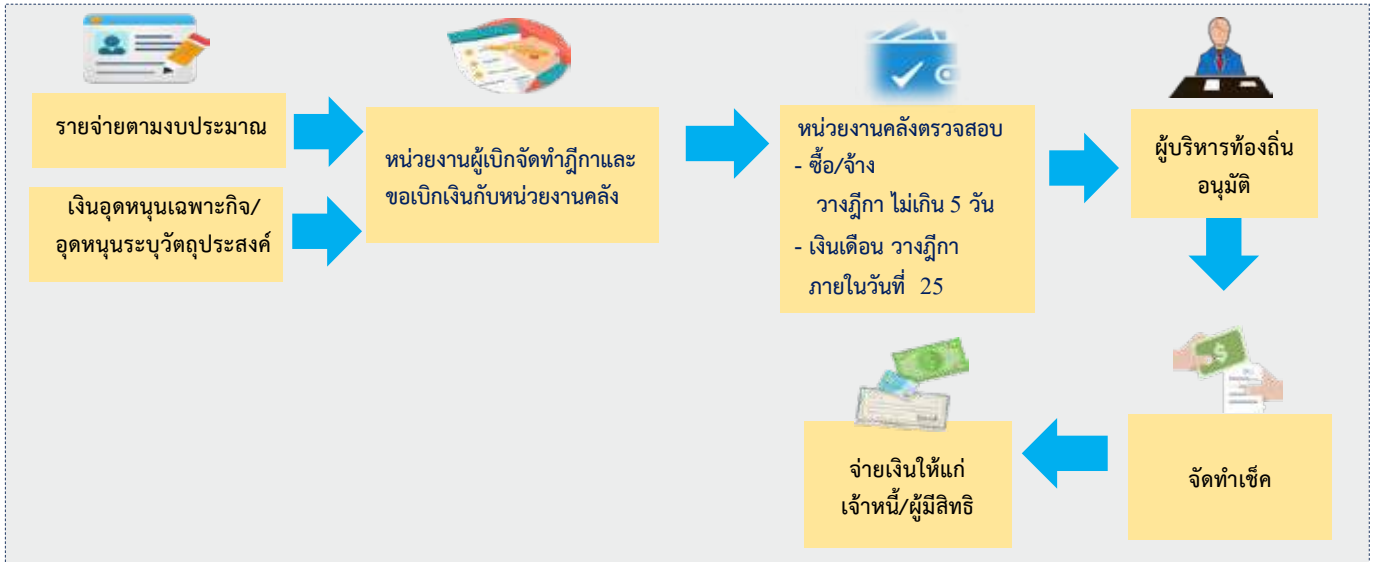 รายจ่ายตามงบประมาณ
เงินอุดหนุนเฉพาะกิจ/
อุดหนุนระบุวัตถุประสงค์
หน่วยงานผู้เบิกจัดทำฎีกาและ
ขอเบิกเงินกับหน่วยงานคลัง
หน่วยงานคลังตรวจสอบ
- ซื้อ/จ้าง
วางฎีกา ไม่เกิน 5 วัน
- เงินเดือน วางฎีกา
ภายในวันที่ 25
ผู้บริหารท้องถิ่น
อนุมัติ
จัดทำเช็ค
จ่ายเงินให้แก่
เจ้าหนี้/ผู้มีสิทธิ